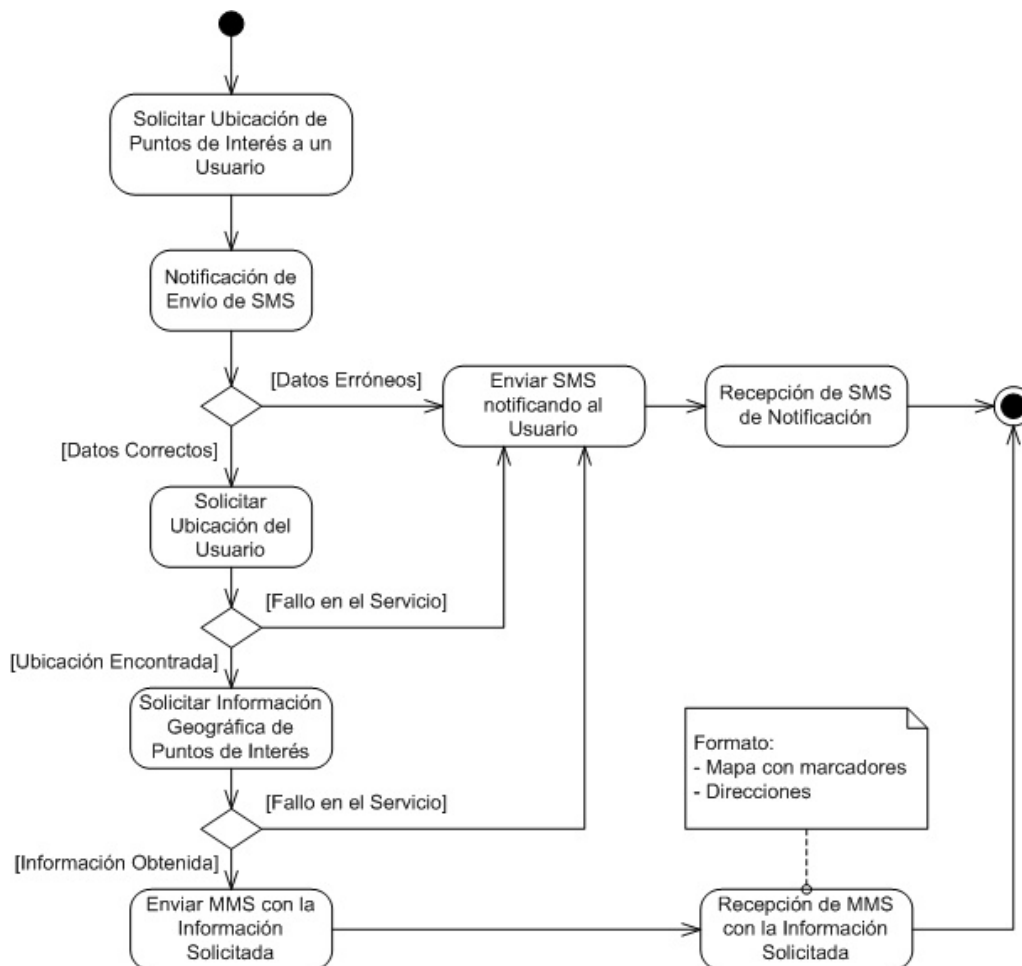 Solicitar Ubicación de
Puntos de Interés a un
Usuario
Notificación de
Envío de SMS
[Datos Erróneos]
Enviar SMS
notificando al
Usuario
Recepción de SMS
de Notificación
[Datos Correctos]
Solicitar
Ubicación del
Usuario
[Fallo en el Servicio]
[Ubicación Encontrada]
Solicitar Información
Geográfica de
Puntos de Interés
Formato:
- Mapa con marcadores
- Direcciones
[Fallo en el Servicio]
[Información Obtenida]
Enviar MMS con la
Información
Solicitada
Recepción de MMS
con la Información
Solicitada